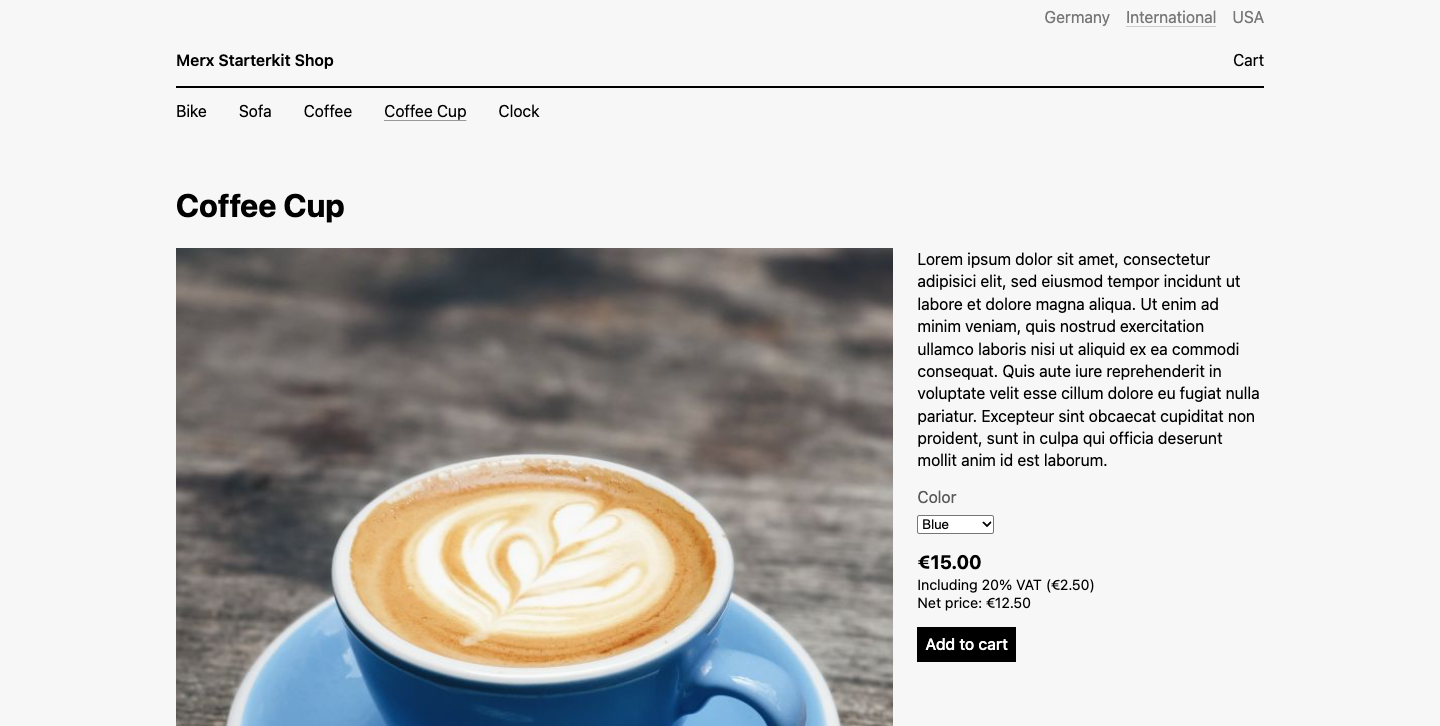 Germany International USA
Merx Starterkit Shop Cart
Bike Sofa Coffee Coffee Cup Clock
Coffee Cup
Lorem ipsum dolor sit amet, consectetur
adipisici elit, sed eiusmod tempor incidunt ut
labore et dolore magna aliqua. Ut enim ad
minim veniam, quis nostrud exercitation
ullamco laboris nisi ut aliquid ex ea commodi
consequat. Quis aute iure reprehenderit in
voluptate velit esse cillum dolore eu fugiat nulla
pariatur. Excepteur sint obcaecat cupiditat non
proident, sunt in culpa qui officia deserunt
mollit anim id est laborum.
Color
Blue
€15.00
Including 20% VAT (€2.50)
Net price: €12.50
Add to cart